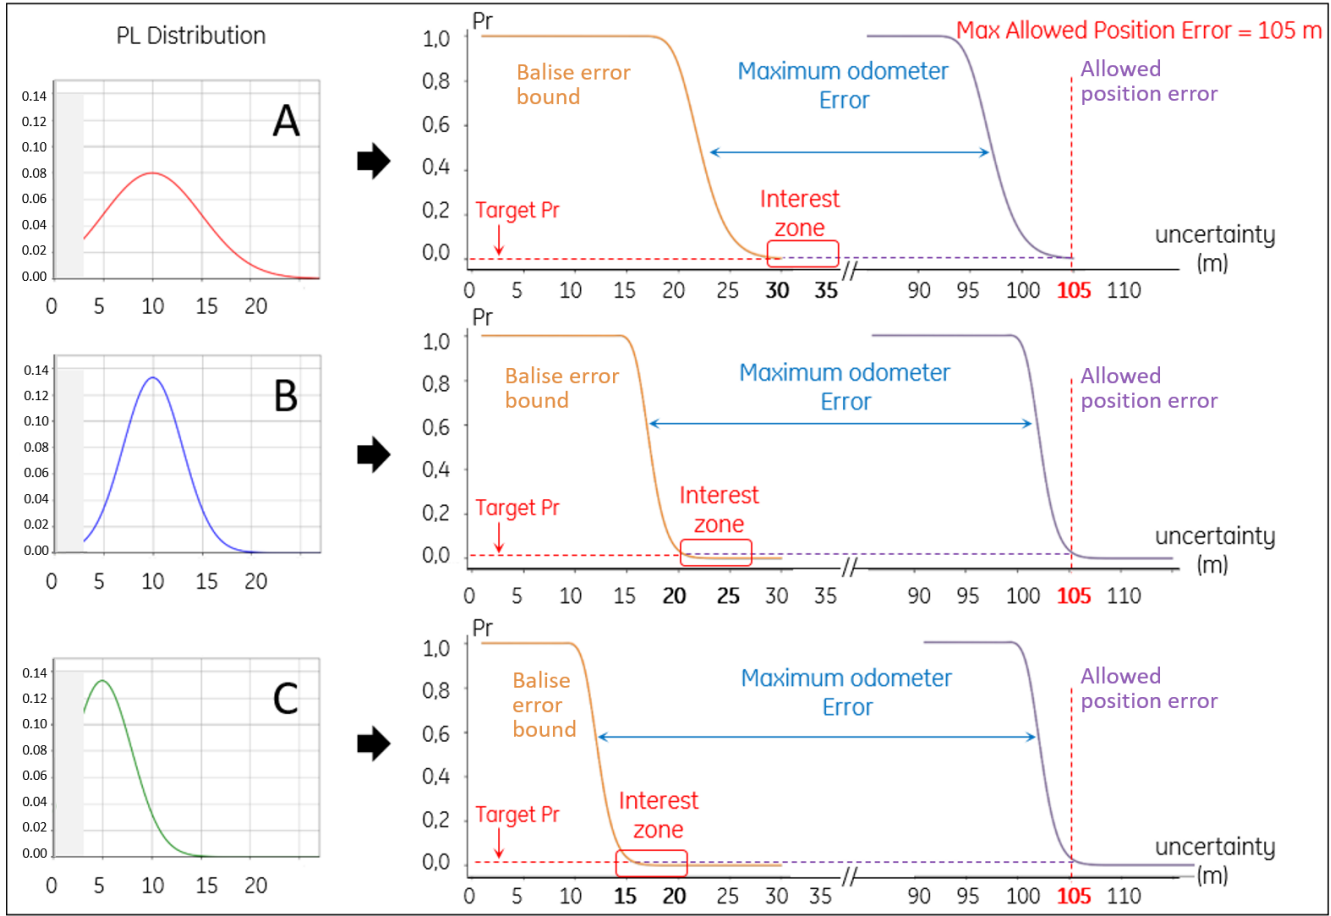 PL Distribution
0.14
0.12
0.10
0.08
0.06
0.04
0.02
0.00
0 5 10 15 20
A
Pr
1,0
0,8
0,6
0,4
0,2
0,0
Balise error
bound
Maximum odometer
Error
Max Allowed Position Error = 105 m
Allowed
position error
Target Pr
Interest
zone
uncertainty
(m)
0 5 10 15 20 25 30 35 // 90 95 100 105 110
0.14
0.12
0.10
0.08
0.06
0.04
0.02
0.00
0 5 10 15 20
B
Pr
1,0
0,8
0,6
0,4
0,2
0,0
Balise error
bound
Maximum odometer
Error
Allowed
position error
Target Pr
Interest
zone
uncertainty
(m)
0 5 10 15 20 25 30 35 // 90 95 100 105 110
0.14
0.12
0.10
0.08
0.06
0.04
0.02
0.00
0 5 10 15 20
C
Pr
1,0
0,8
0,6
0,4
0,2
0,0
Balise
error
bound
Maximum odometer
Error
Allowed
position error
Target Pr
Interest
zone
uncertainty
(m)
0 5 10 15 20 25 30 35 // 90 95 100 105 110